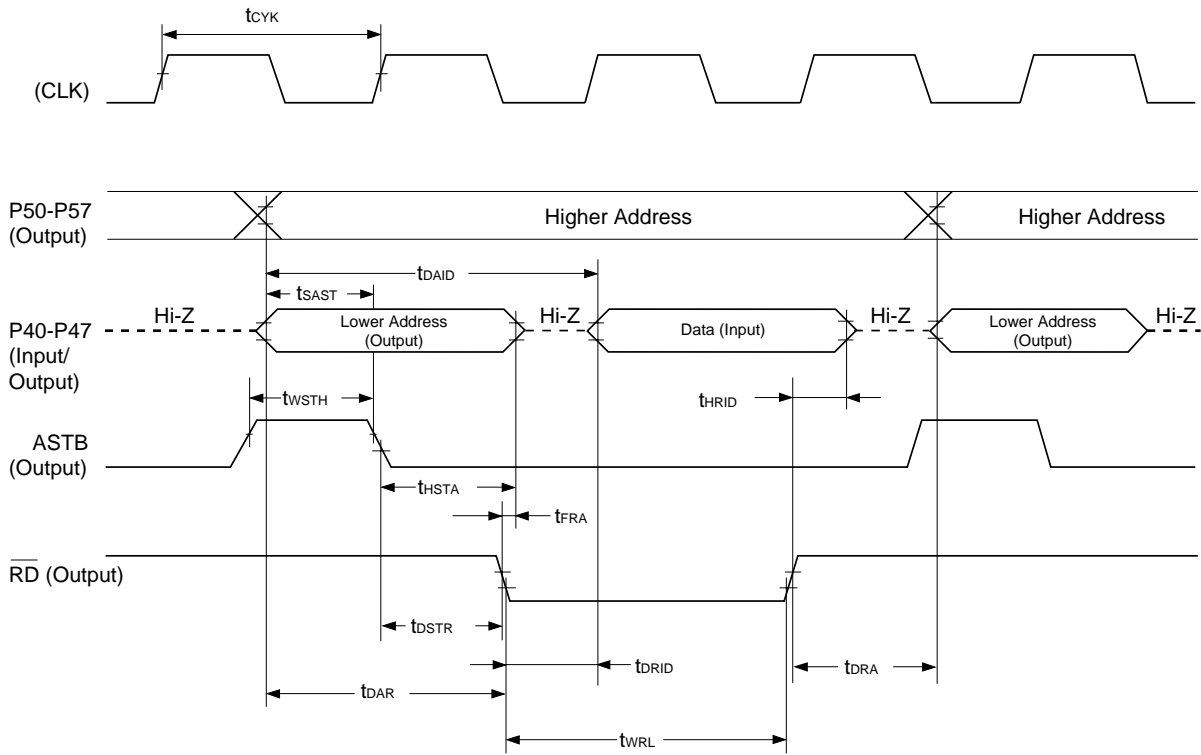 tCYK
(CLK)
P50-P57
(Output)
Higher Address
Higher Address
tDAID
tSAST
P40-P47
(Input/
Output)
Hi-Z
Lower Address
(Output)
Hi-Z
Data (Input)
Hi-Z
Lower Address
(Output)
Hi-Z
tWSTH
tHRID
ASTB
(Output)
tHSTA
tFRA
RD (Output)
tDSTR
tDRID
tDRA
tDAR
tWRL